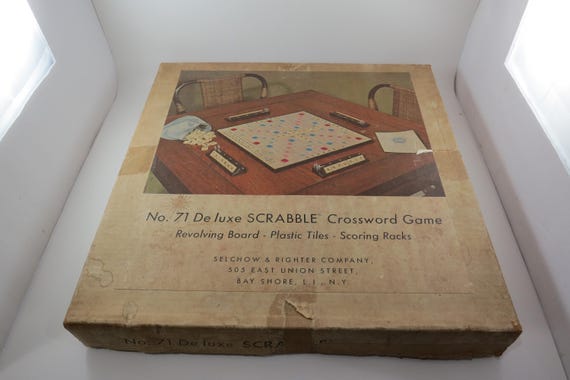 No. 71 De luxe SCRABBLE™ Crossword Game
Revolving Board - Plastic Tiles - Scoring Racks
SELCHOW & RIGHTER COMPANY,
505 EAST UNION STREET,
BAY SHORE, L. I., N. Y.
No. 71 De luxe SCRABBLE